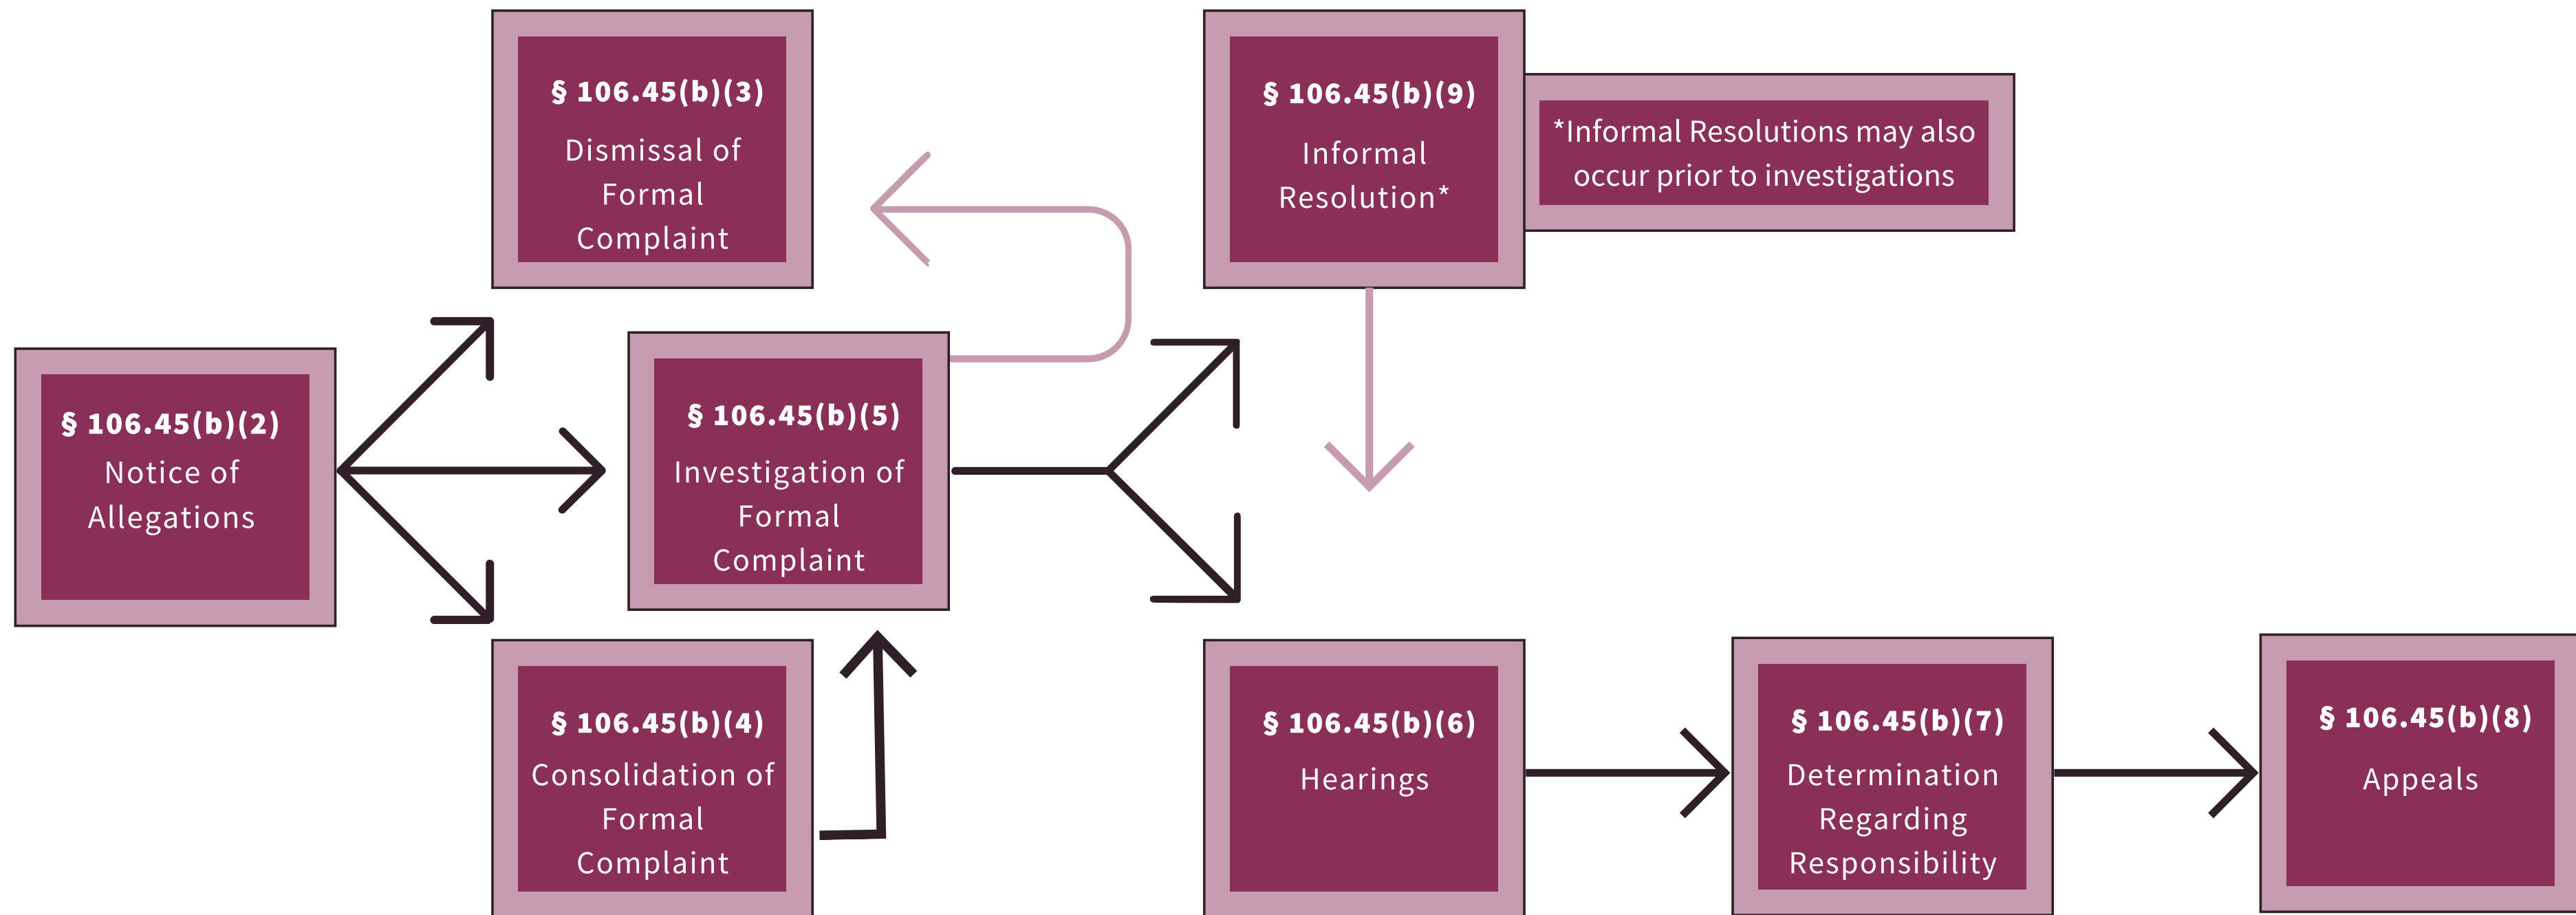 § 106.45(b)(3)
Dismissal of
Formal
Complaint
§ 106.45(b)(9)
Informal
Resolution*
*Informal Resolutions may also
occur prior to investigations
§ 106.45(b)(2)
Notice of
Allegations
§ 106.45(b)(5)
Investigation of
Formal
Complaint
§ 106.45(b)(4)
Consolidation of
Formal
Complaint
§ 106.45(b)(6)
Hearings
§ 106.45(b)(7)
Determination
Regarding
Responsibility
§ 106.45(b)(8)
Appeals